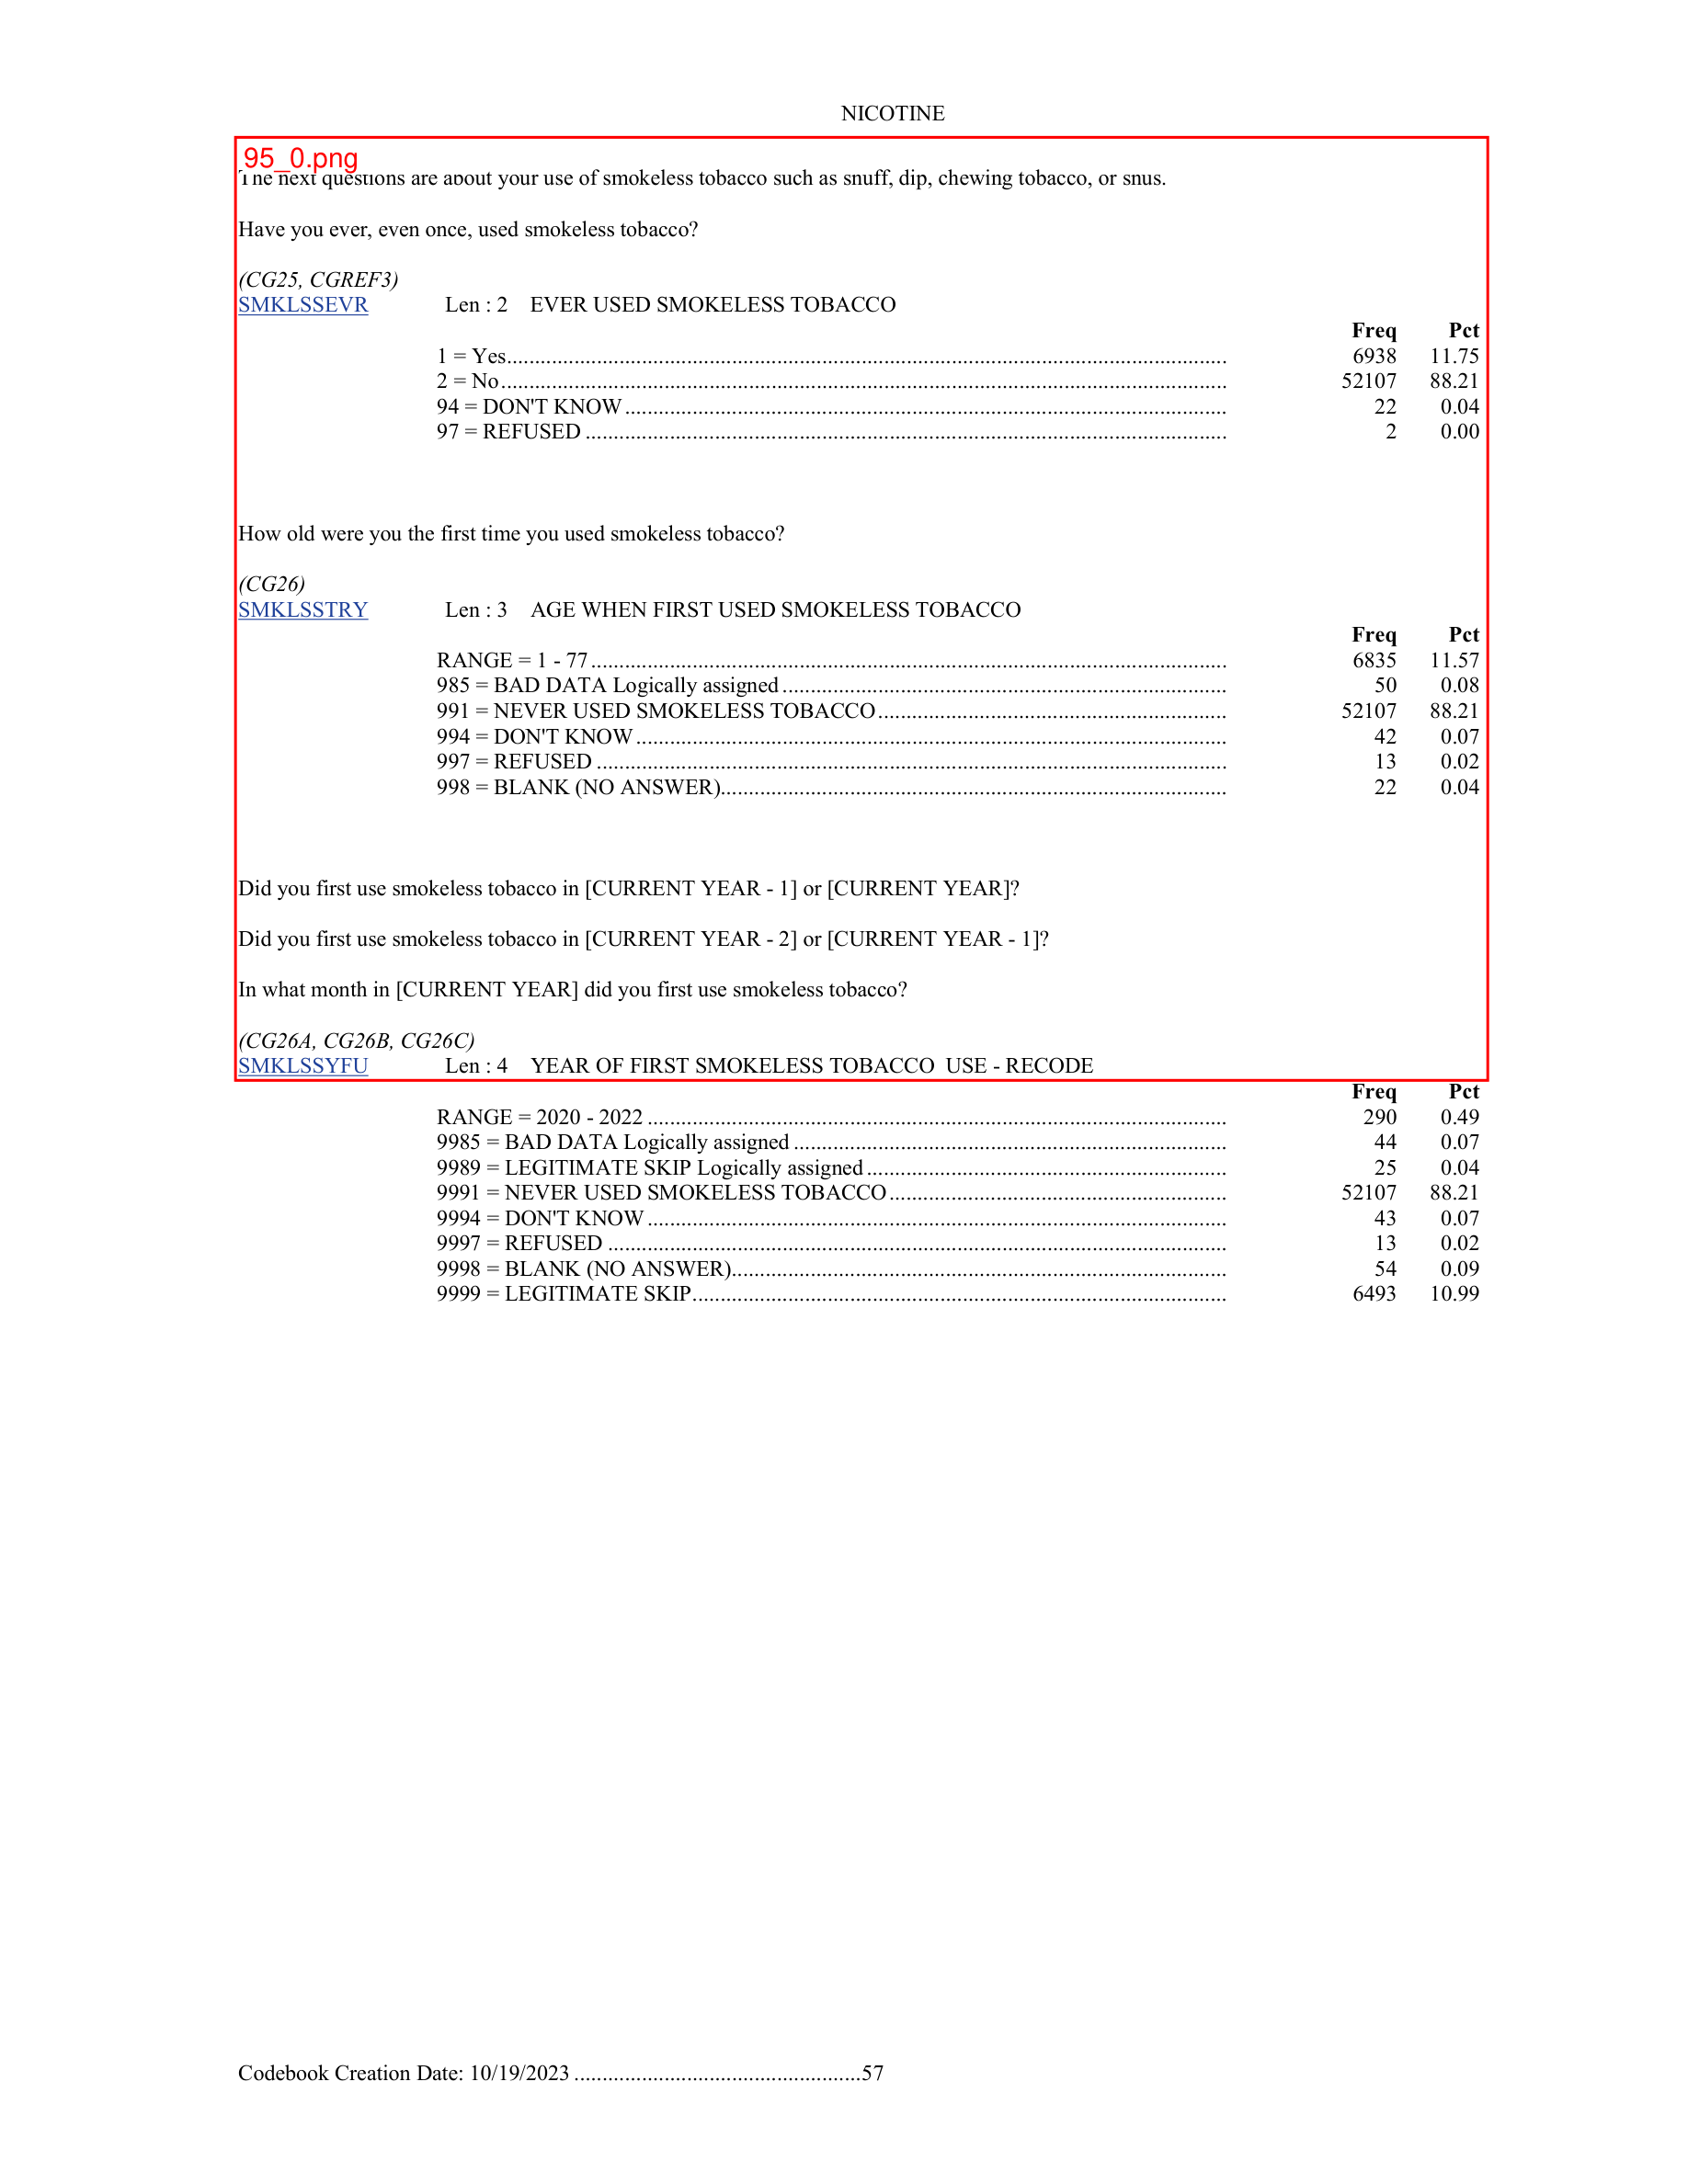 NICOTINE
95_0.png
The next questions are about your use of smokeless tobacco such as snuff, dip, chewing tobacco, or snus.
Have you ever, even once, used smokeless tobacco?
(CG25, CGREF3)
SMKLSSEVR Len : 2 EVER USED SMOKELESS TOBACCO
Freq Pct
1 = Yes 6938 11.75
2 = No 52107 88.21
94 = DON'T KNOW 22 0.04
97 = REFUSED 2 0.00
How old were you the first time you used smokeless tobacco?
(CG26)
SMKLSSTRY Len : 3 AGE WHEN FIRST USED SMOKELESS TOBACCO
Freq Pct
RANGE = 1 - 77 6835 11.57
985 = BAD DATA Logically assigned 50 0.08
991 = NEVER USED SMOKELESS TOBACCO 52107 88.21
994 = DON'T KNOW 42 0.07
997 = REFUSED 13 0.02
998 = BLANK (NO ANSWER) 22 0.04
Did you first use smokeless tobacco in [CURRENT YEAR - 1] or [CURRENT YEAR]?
Did you first use smokeless tobacco in [CURRENT YEAR - 2] or [CURRENT YEAR - 1]?
In what month in [CURRENT YEAR] did you first use smokeless tobacco?
(CG26A, CG26B, CG26C)
SMKLSSYFU Len : 4 YEAR OF FIRST SMOKELESS TOBACCO USE - RECODE
Freq Pct
RANGE = 2020 - 2022 290 0.49
9985 = BAD DATA Logically assigned 44 0.07
9989 = LEGITIMATE SKIP Logically assigned 25 0.04
9991 = NEVER USED SMOKELESS TOBACCO 52107 88.21
9994 = DON'T KNOW 43 0.07
9997 = REFUSED 13 0.02
9998 = BLANK (NO ANSWER) 54 0.09
9999 = LEGITIMATE SKIP 6493 10.99
Codebook Creation Date: 10/19/2023 57